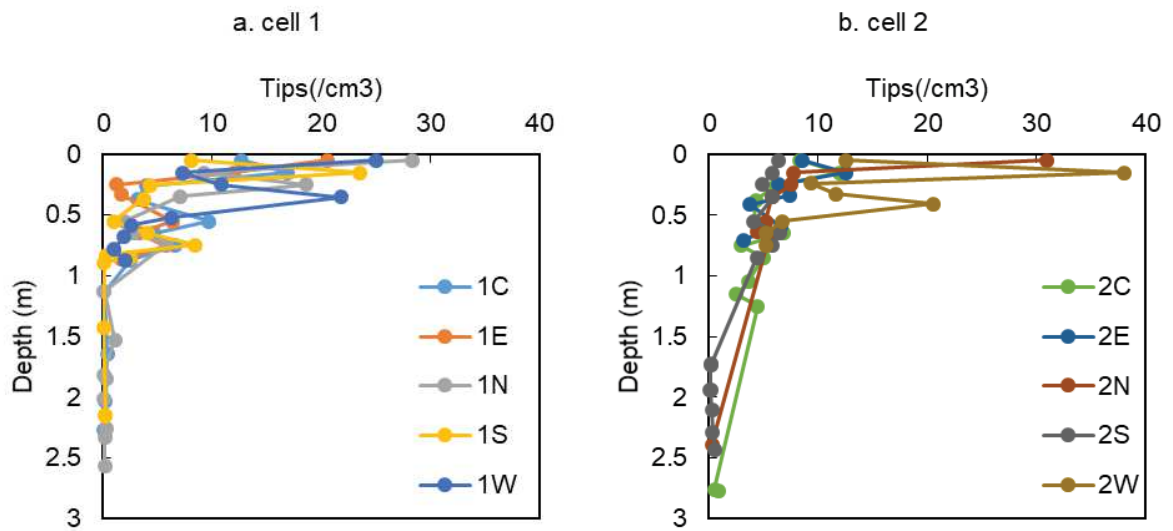 a. cell 1
Tips(/cm3)
0 10 20 30 40
0
0.5
1
1.5
2
2.5
3
Depth (m)
1C
1E
1N
1S
1W
b. cell 2
Tips(/cm3)
0 10 20 30 40
0
0.5
1
1.5
2
2.5
3
Depth (m)
2C
2E
2N
2S
2W